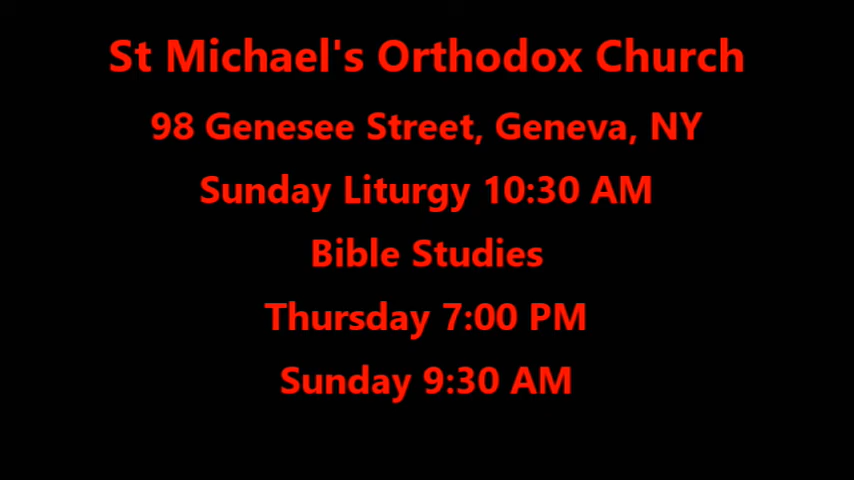 St Michael's Orthodox Church
98 Genesee Street, Geneva, NY
Sunday Liturgy 10:30 AM
Bible Studies
Thursday 7:00 PM
Sunday 9:30 AM